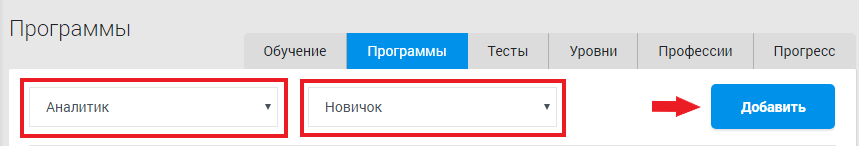 Программы
Обучение Программы Тесты Уровни Профессии Прогресс
Аналитик Новичок Добавить